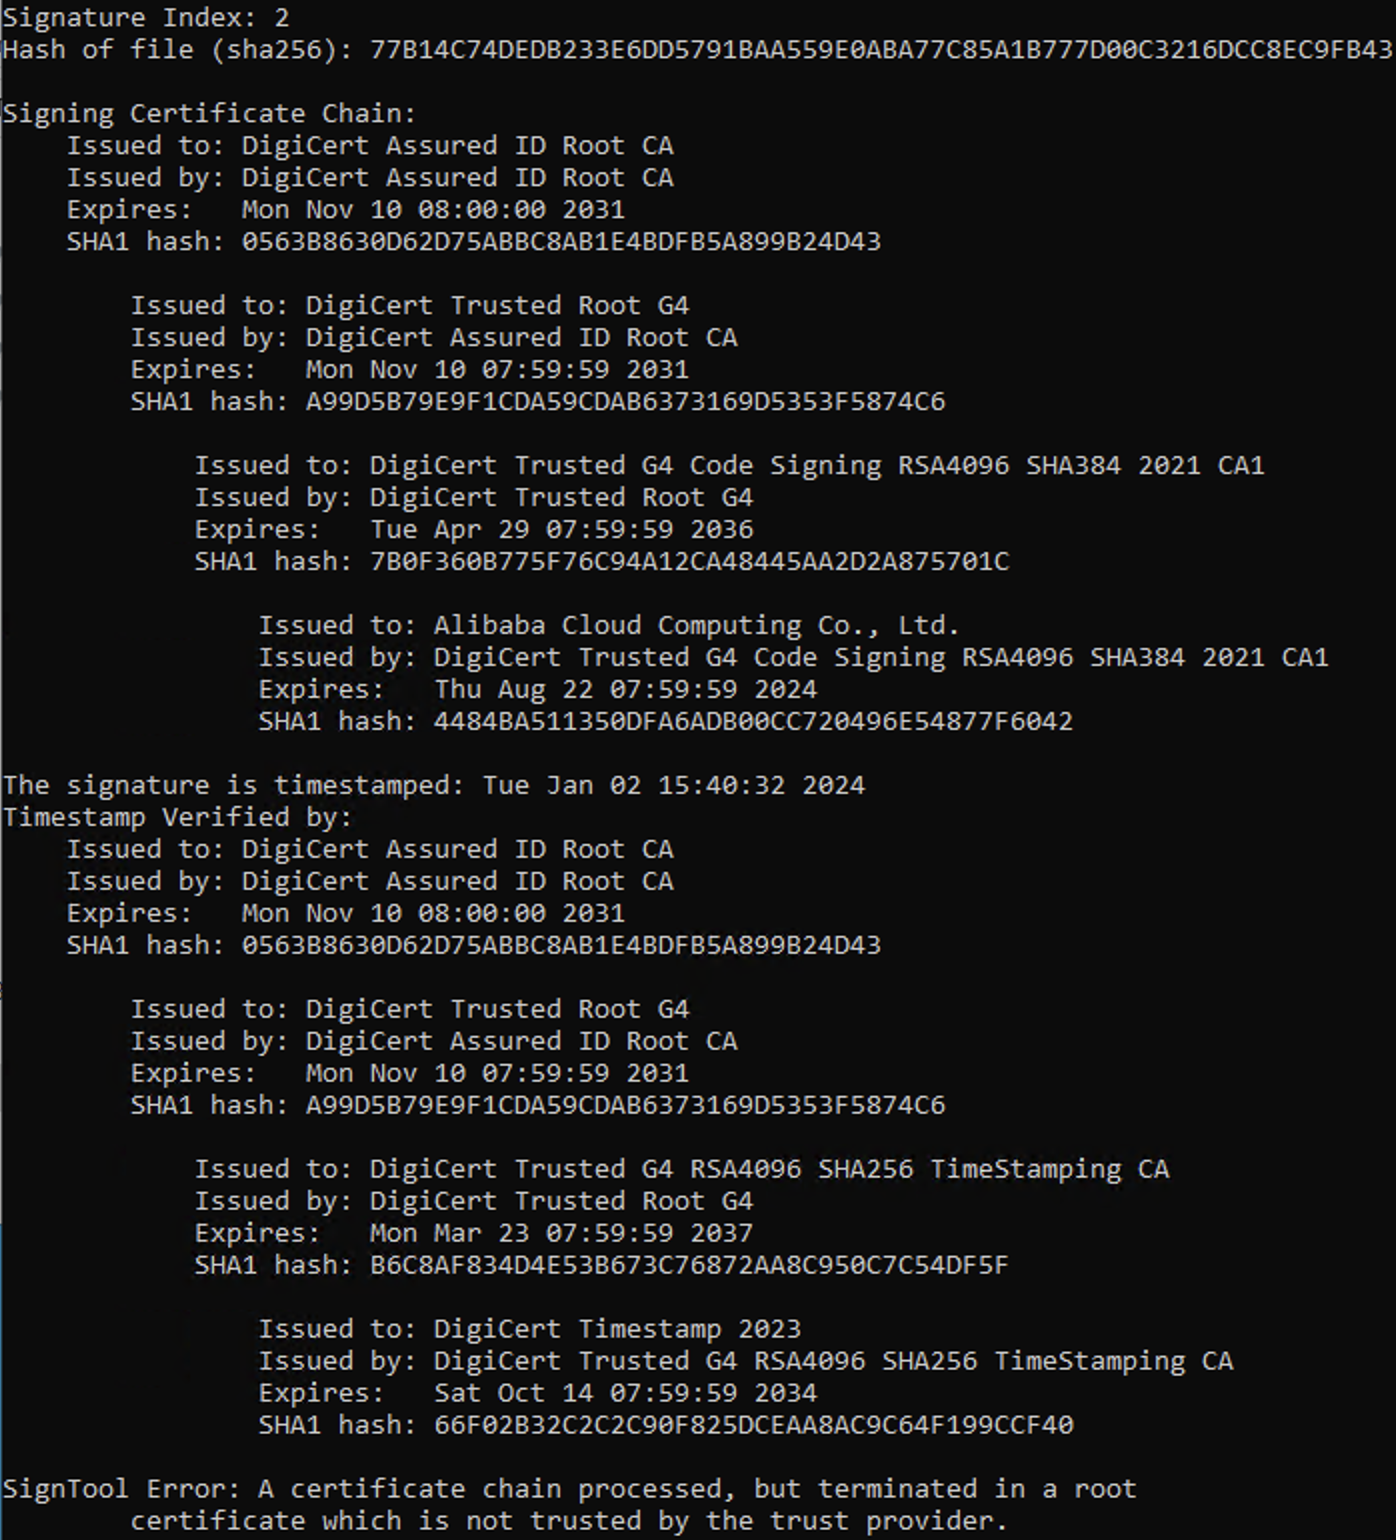 Signature Index: 2
Hash of file (sha256): 77B14C74DEDB233E6DD5791BAA559E0ABA77C85A1B777D00C3216DCC8EC9FB43
Signing Certificate Chain:
Issued to: DigiCert Assured ID Root CA
Issued by: DigiCert Assured ID Root CA
Expires: Mon Nov 10 08:00:00 2031
SHA1 hash: 0563B8630D62D75ABBC8AB1E4BDFB5A899B24D43
Issued to: DigiCert Trusted Root G4
Issued by: DigiCert Assured ID Root CA
Expires: Mon Nov 10 07:59:59 2031
SHA1 hash: A99D5B79E9F1CDA59CDAB6373169D5353F5874C6
Issued to: DigiCert Trusted G4 Code Signing RSA4096 SHA384 2021 CA1
Issued by: DigiCert Trusted Root G4
Expires: Tue Apr 29 07:59:59 2036
SHA1 hash: 7B0F360B775F76C94A12CA48445AA2D2A875701C
Issued to: Alibaba Cloud Computing Co., Ltd.
Issued by: DigiCert Trusted G4 Code Signing RSA4096 SHA384 2021 CA1
Expires: Thu Aug 22 07:59:59 2024
SHA1 hash: 4484BA511350DFA6ADB00CC720496E54877F6042
The signature is timestamped: Tue Jan 02 15:40:32 2024
Timestamp Verified by:
Issued to: DigiCert Assured ID Root CA
Issued by: DigiCert Assured ID Root CA
Expires: Mon Nov 10 08:00:00 2031
SHA1 hash: 0563B8630D62D75ABBC8AB1E4BDFB5A899B24D43
Issued to: DigiCert Trusted Root G4
Issued by: DigiCert Assured ID Root CA
Expires: Mon Nov 10 07:59:59 2031
SHA1 hash: A99D5B79E9F1CDA59CDAB6373169D5353F5874C6
Issued to: DigiCert Trusted G4 RSA4096 SHA256 TimeStamping CA
Issued by: DigiCert Trusted Root G4
Expires: Mon Mar 23 07:59:59 2037
SHA1 hash: B6C8AF834D4E53B673C76872AA8C950C7C54DF5F
Issued to: DigiCert Timestamp 2023
Issued by: DigiCert Trusted G4 RSA4096 SHA256 TimeStamping CA
Expires: Sat Oct 14 07:59:59 2034
SHA1 hash: 66F02B32C2C2C90F825DCEAA8AC9C64F199CCF40
SignTool Error: A certificate chain processed, but terminated in a root
certificate which is not trusted by the trust provider.